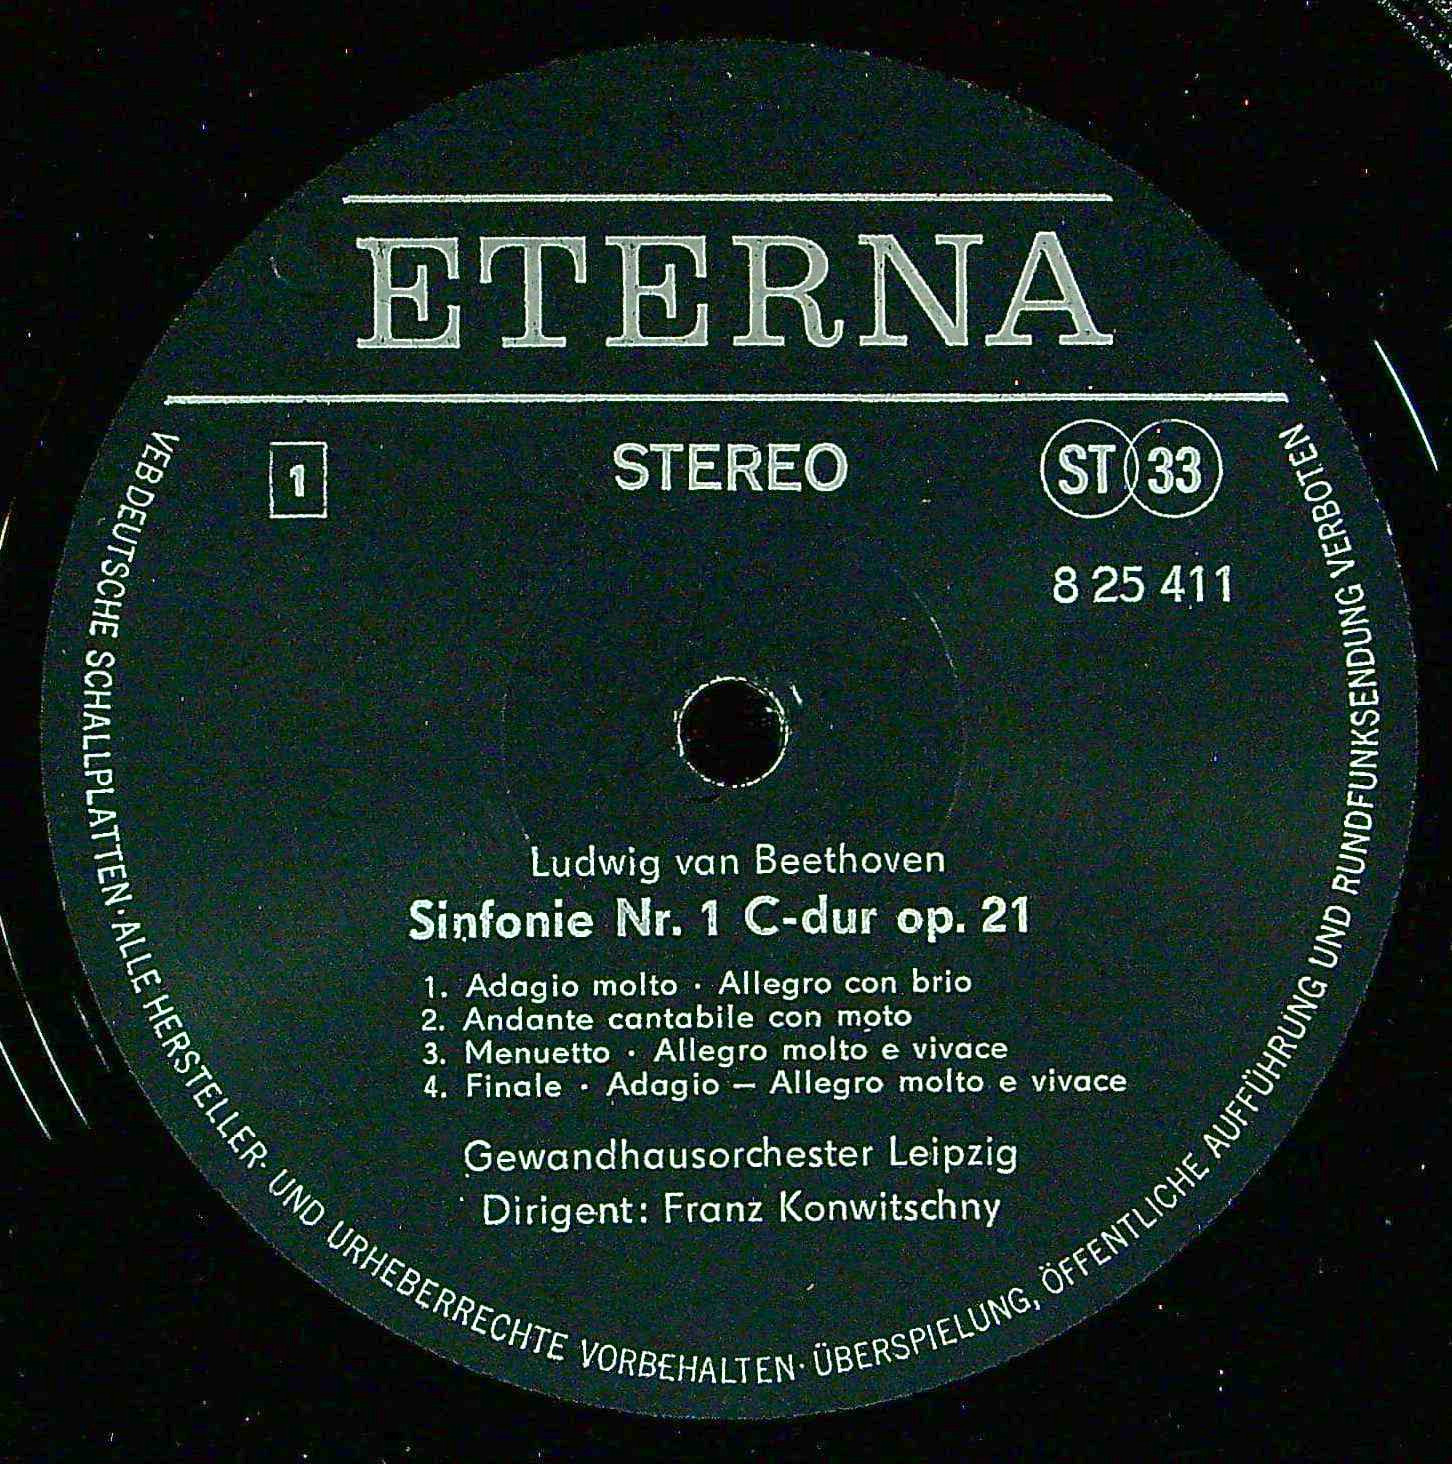 ETERNA
1
STEREO
ST 33
8 25 411
Ludwig van Beethoven
Sinfonie Nr. 1 C-dur op. 21
1. Adagio molto · Allegro con brio
2. Andante cantabile con moto
3. Menuetto · Allegro molto e vivace
4. Finale · Adagio — Allegro molto e vivace
Gewandhausorchester Leipzig
Dirigent: Franz Konwitschny
VEB DEUTSCHE SCHALLPLATTEN · ALLE HERSTELLER- UND URHEBERRECHTE VORBEHALTEN · ÜBERSPIELUNG, ÖFFENTLICHE AUFFÜHRUNG UND RUNDFUNKSENDUNG VERBOTEN